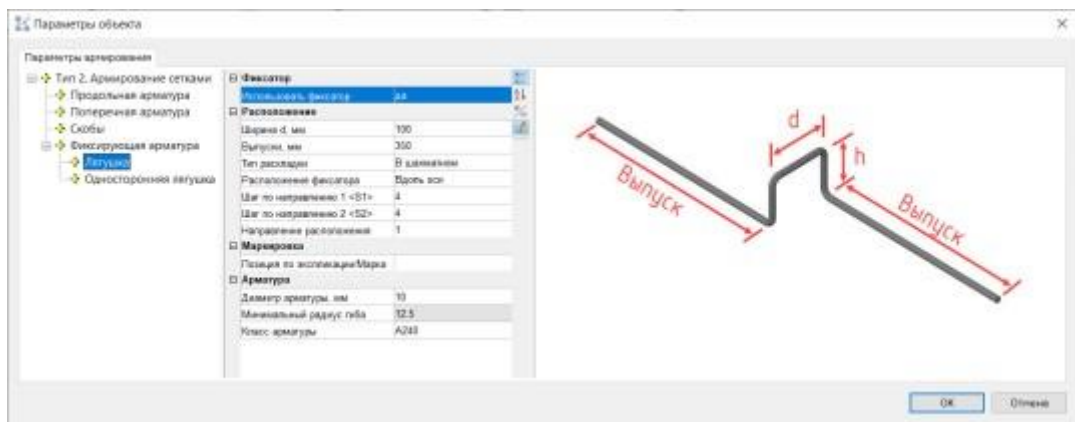 Параметры объекта
Параметры армирования
Тип 2. Армирование сетками
Продольная арматура
Поперечная арматура
Скобы
Фиксирующая арматура
Лягушка
Односторонняя лягушка
Фиксатор
Использовать фиксатор да
Расположение
Ширина d, мм 100
Выпуски, мм 350
Тип раскладки В шахматном
Расположение фиксатора Вдоль оси
Шаг по направлению 1 <S1> 4
Шаг по направлению 2 <S2> 4
Направление расположения 1
Маркировка
Позиция по экспликации/Марка
Арматура
Диаметр арматуры, мм 10
Минимальный радиус гиба 12.5
Класс арматуры A240
Выпуск
d
h
Выпуск
OK
Отмена